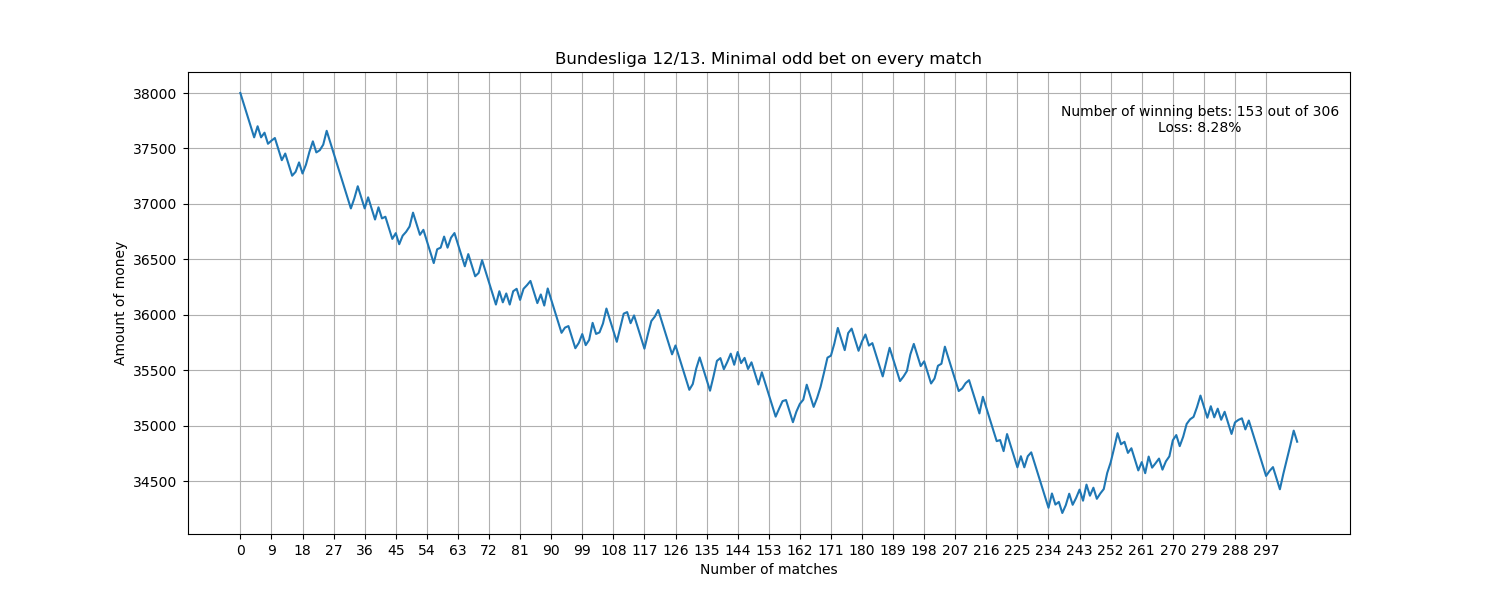 Bundesliga 12/13. Minimal odd bet on every match
Number of winning bets: 153 out of 306
Loss: 8.28%
Amount of money
38000
37500
37000
36500
36000
35500
35000
34500
0 9 18 27 36 45 54 63 72 81 90 99 108 117 126 135 144 153 162 171 180 189 198 207 216 225 234 243 252 261 270 279 288 297
Number of matches